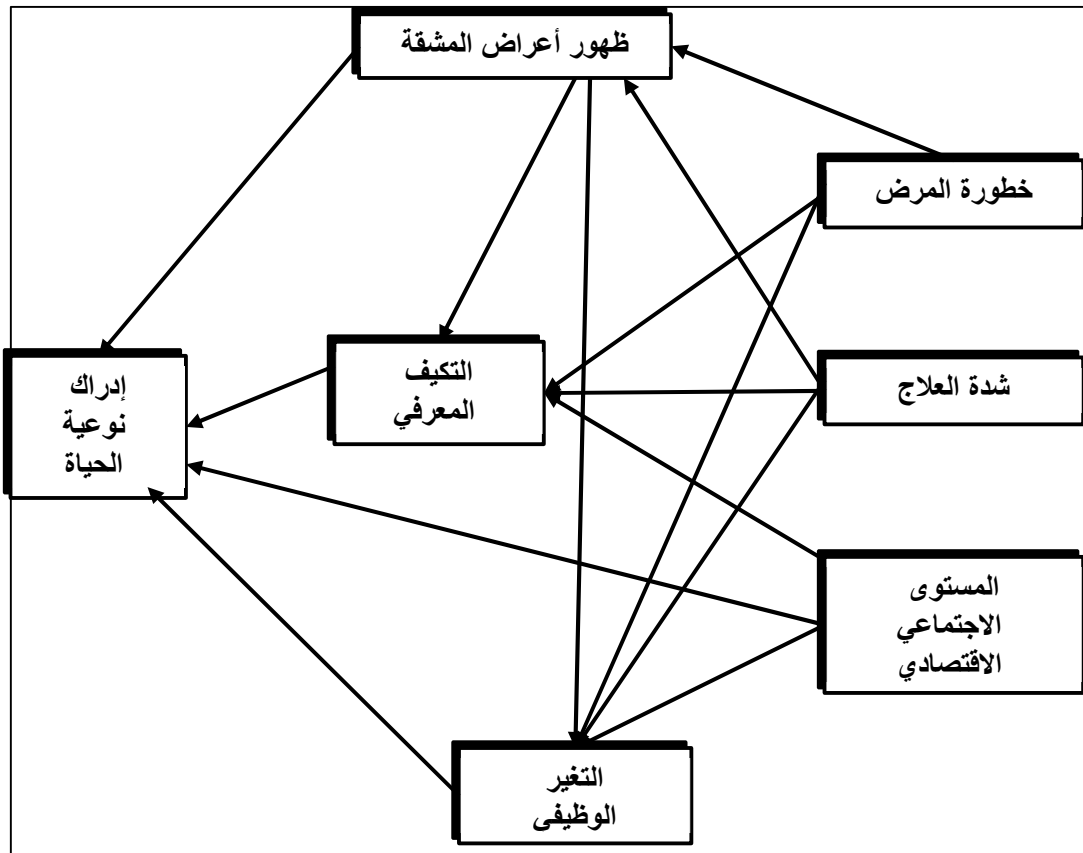 ظهور أعراض المشقة
خطورة المرض
شدة العلاج
التكيف
المعرفي
إدراك
نوعية
الحياة
المستوى
الاجتماعي
الاقتصادي
التغير
الوظيفى